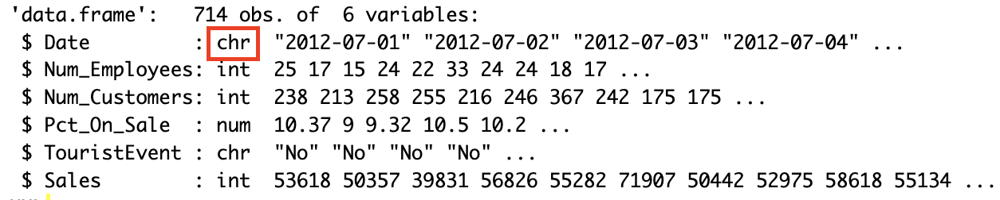 'data.frame':   714 obs. of  6 variables:
 $ Date         : chr  "2012-07-01" "2012-07-02" "2012-07-03" "2012-07-04" ...
 $ Num_Employees: int  25 17 15 24 22 33 24 24 18 17 ...
 $ Num_Customers: int  238 213 258 255 216 246 367 242 175 175 ...
 $ Pct_On_Sale  : num  10.37 9 9.32 10.5 10.2 ...
 $ TouristEvent : chr  "No" "No" "No" "No" ...
 $ Sales        : int  53618 50357 39831 56826 55282 71907 50442 52975 58618 55134 ...